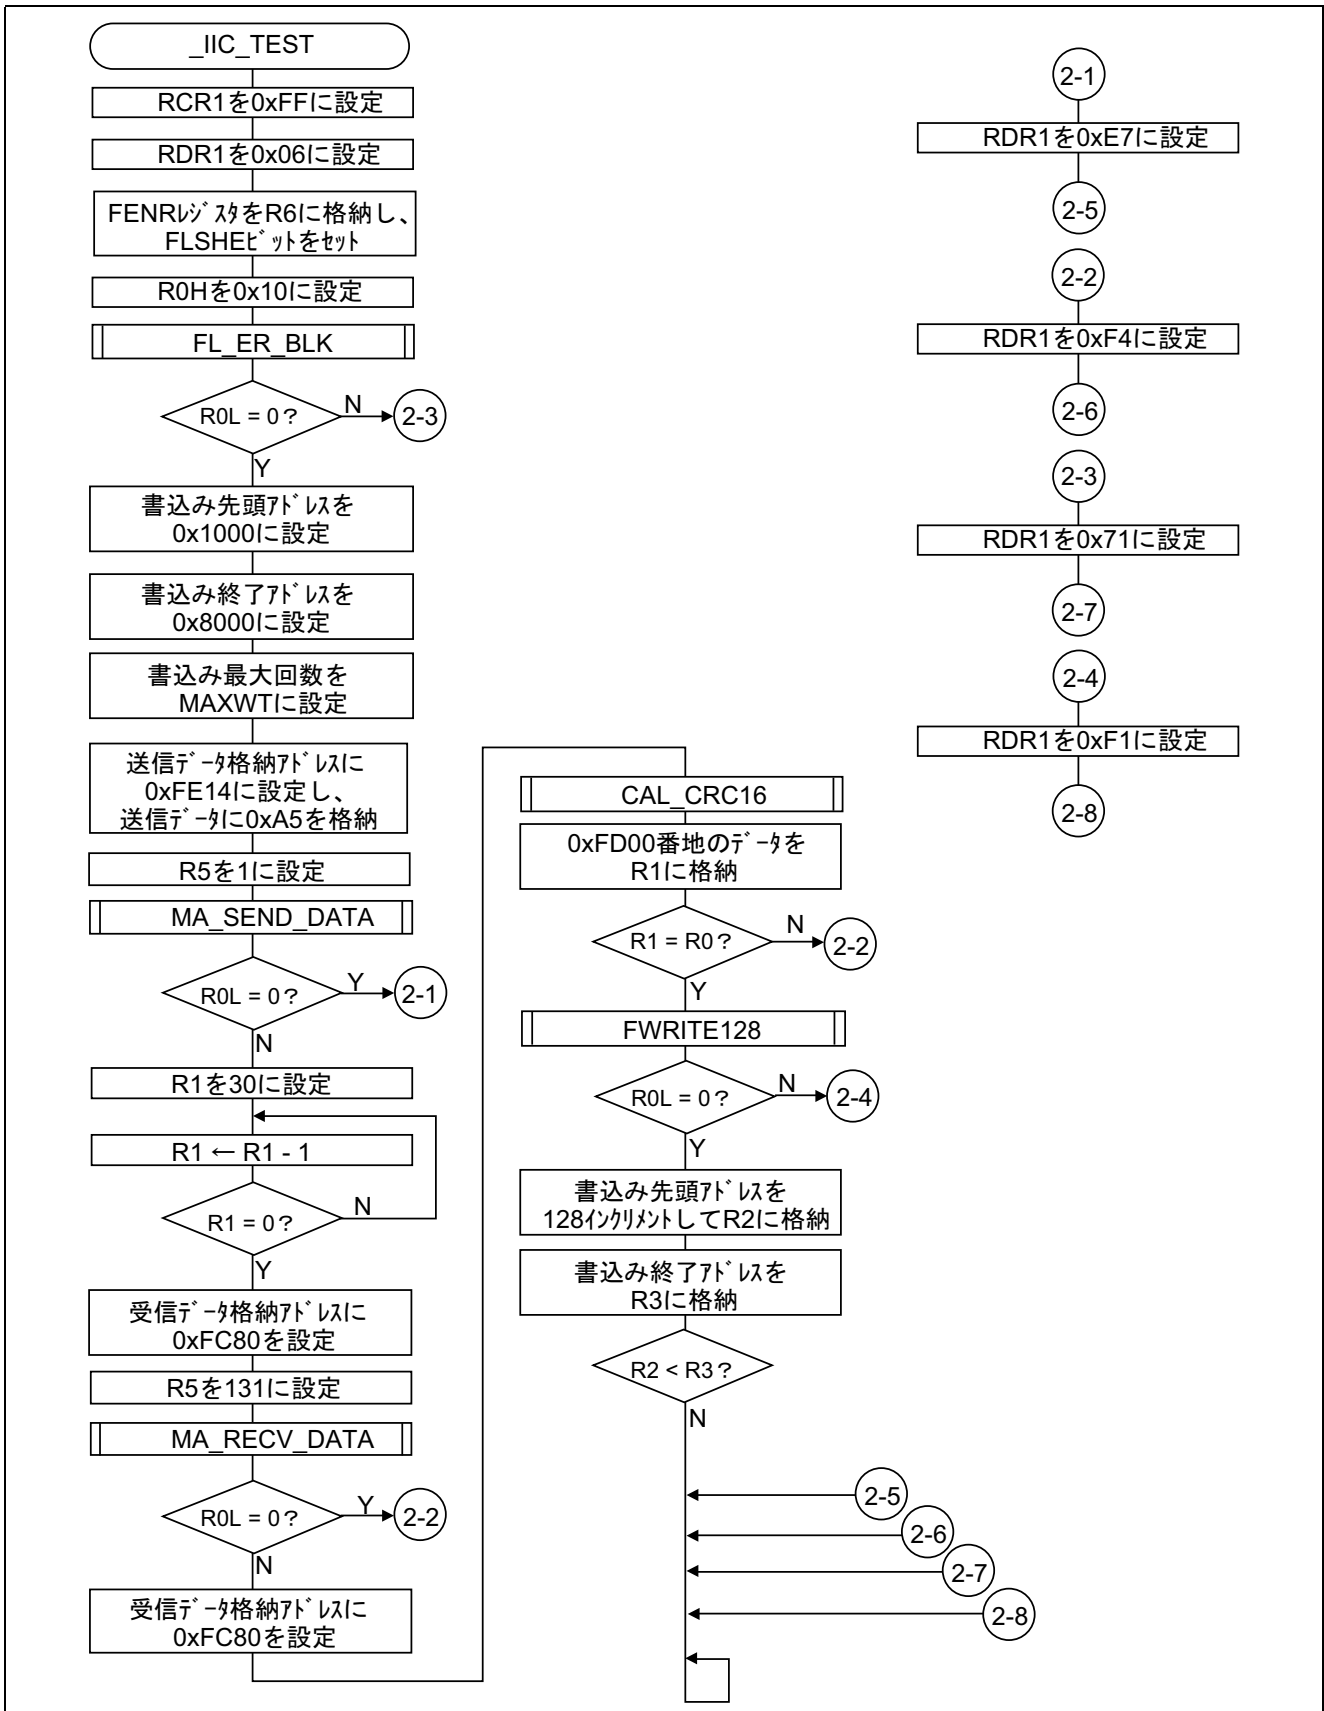 _IIC_TEST
RCR1を0xFFに設定
RDR1を0x06に設定
FENRﾚｼﾞｽﾀをR6に格納し、
FLSHEﾋﾞｯﾄをｾｯﾄ
R0Hを0x10に設定
FL_ER_BLK
R0L = 0？
N
2-3
Y
書込み先頭ｱﾄﾞﾚｽを
0x1000に設定
書込み終了ｱﾄﾞﾚｽを
0x8000に設定
書込み最大回数を
MAXWTに設定
送信ﾃﾞｰﾀ格納ｱﾄﾞﾚｽに
0xFE14に設定し、
送信ﾃﾞｰﾀに0xA5を格納
R5を1に設定
MA_SEND_DATA
R0L = 0？
Y
2-1
N
R1を30に設定
R1 ← R1 - 1
R1 = 0？
N
Y
受信ﾃﾞｰﾀ格納ｱﾄﾞﾚｽに
0xFC80を設定
R5を131に設定
MA_RECV_DATA
R0L = 0？
Y
2-2
N
受信ﾃﾞｰﾀ格納ｱﾄﾞﾚｽに
0xFC80を設定
CAL_CRC16
0xFD00番地のﾃﾞｰﾀを
R1に格納
R1 = R0？
N
2-2
Y
FWRITE128
R0L = 0？
N
2-4
Y
書込み先頭ｱﾄﾞﾚｽを
128ｲﾝｸﾘﾒﾝﾄしてR2に格納
書込み終了ｱﾄﾞﾚｽを
R3に格納
R2 < R3？
N
2-5
2-6
2-7
2-8
2-1
RDR1を0xE7に設定
2-5
2-2
RDR1を0xF4に設定
2-6
2-3
RDR1を0x71に設定
2-7
2-4
RDR1を0xF1に設定
2-8